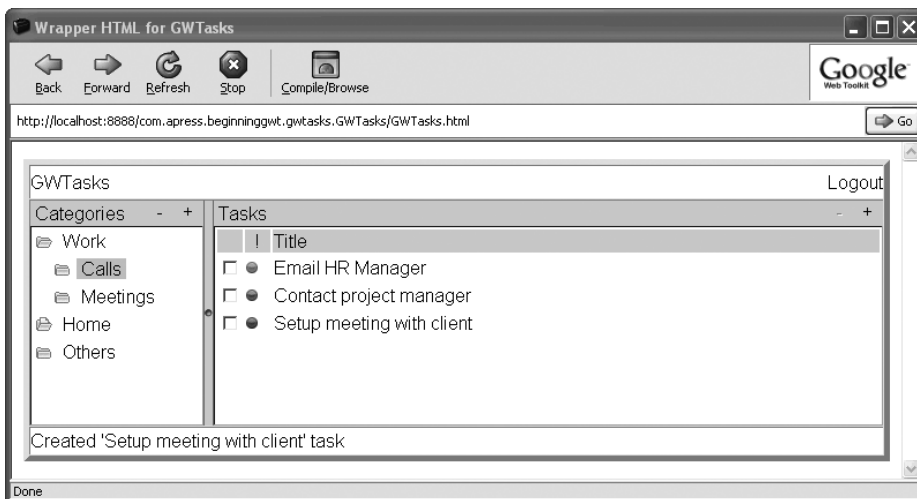 Wrapper HTML for GWTasks
Back Forward Refresh Stop Compile/Browse
Google
Web Toolkit
http://localhost:8888/com.apress.beginninggwt.gwtasks.GWTasks/GWTasks.html Go
GWTasks Logout
Categories - + Tasks - +
Work ! Title
Calls Email HR Manager
Meetings Contact project manager
Home Setup meeting with client
Others
Created 'Setup meeting with client' task
Done